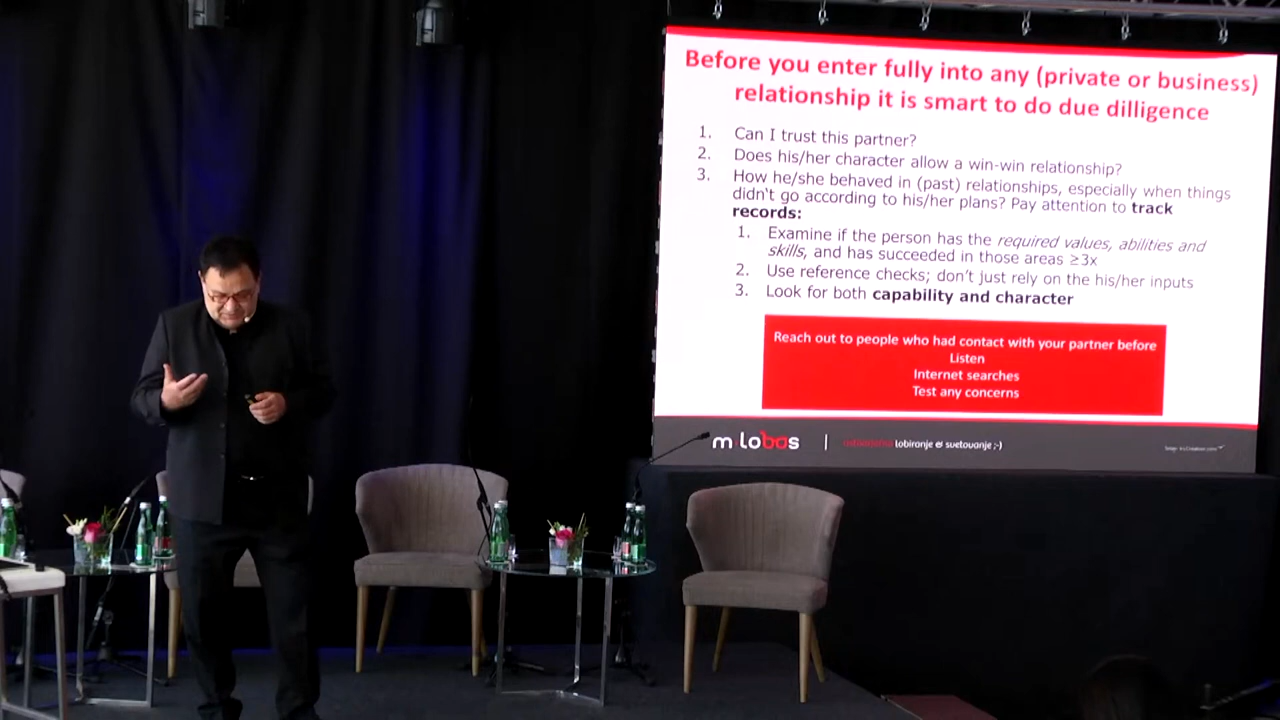 Before you enter fully into any (private or business)
relationship it is smart to do due dilligence
1. Can I trust this partner?
2. Does his/her character allow a win-win relationship?
3. How he/she behaved in (past) relationships, especially when things
didn't go according to his/her plans? Pay attention to track
records:
1. Examine if the person has the required values, abilities and
skills, and has succeeded in those areas ≥3x
2. Use reference checks; don't just rely on the his/her inputs
3. Look for both capability and character
Reach out to people who had contact with your partner before
Listen
Internet searches
Test any concerns
m·lobas | lobiranje & svetovanje ;-)